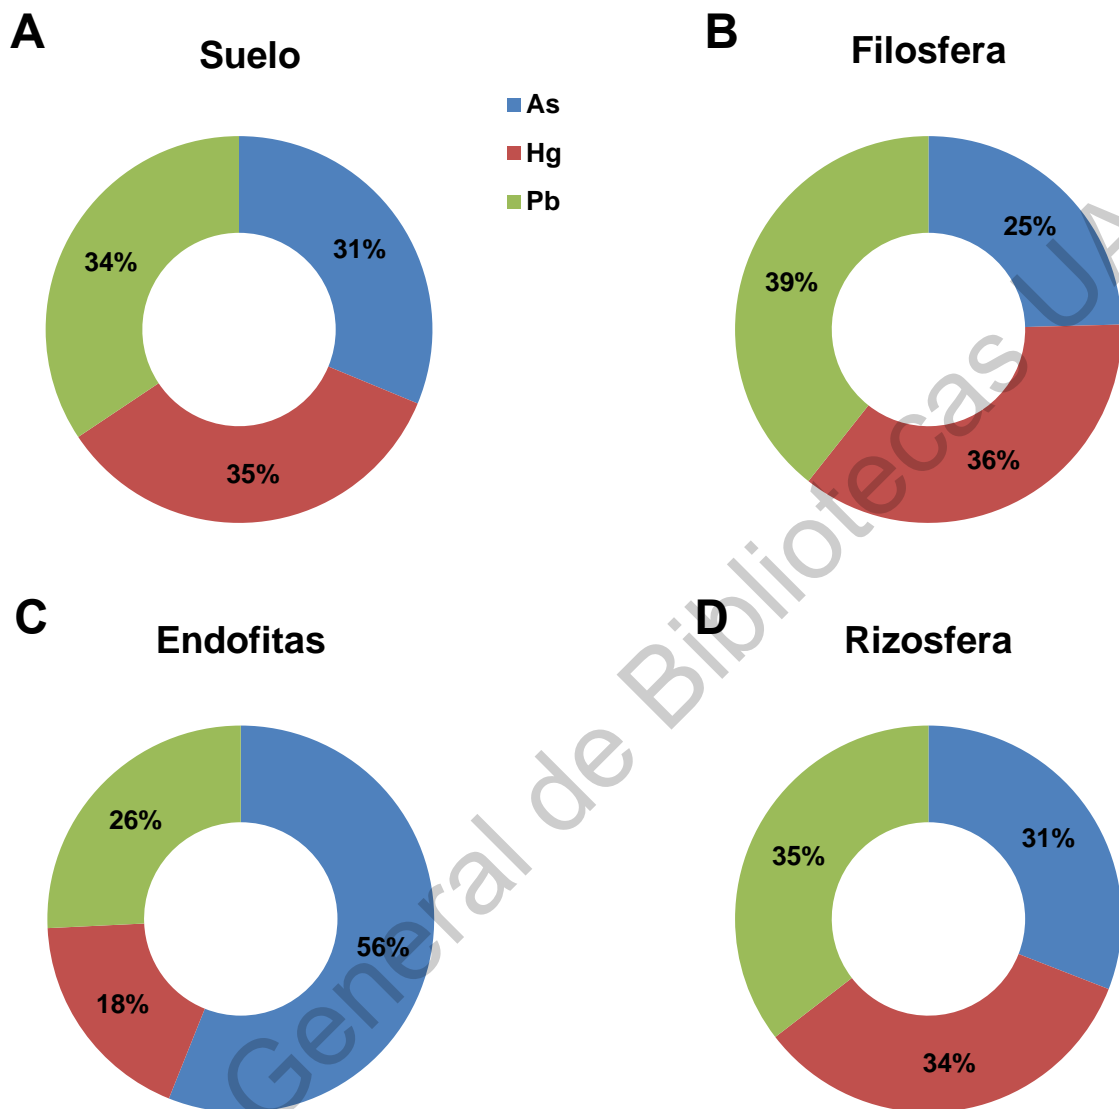 A
Suelo
As
Hg
Pb
31%
35%
34%
B
Filosfera
25%
36%
39%
C
Endofitas
56%
18%
26%
D
Rizosfera
31%
34%
35%
General de Bibliotecas UA